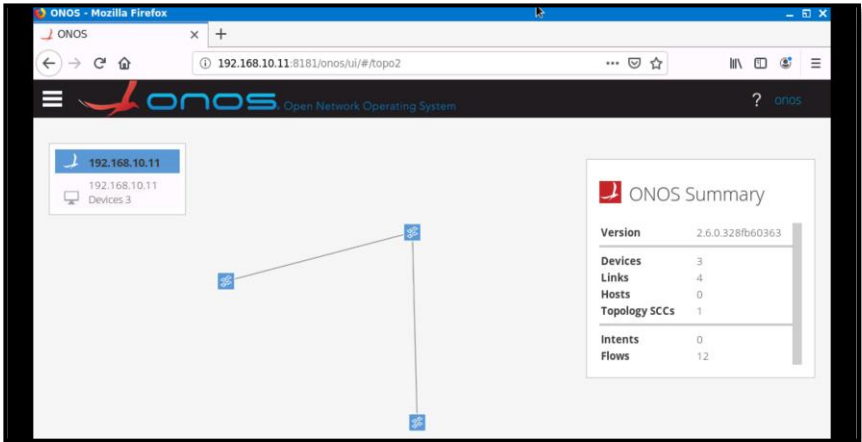 ONOS - Mozilla Firefox
ONOS
192.168.10.11:8181/onos/ui/#/topo2
onos. Open Network Operating System
? onos
192.168.10.11
192.168.10.11
Devices 3
ONOS Summary
Version 2.6.0.328fb60363
Devices 3
Links 4
Hosts 0
Topology SCCs 1
Intents 0
Flows 12